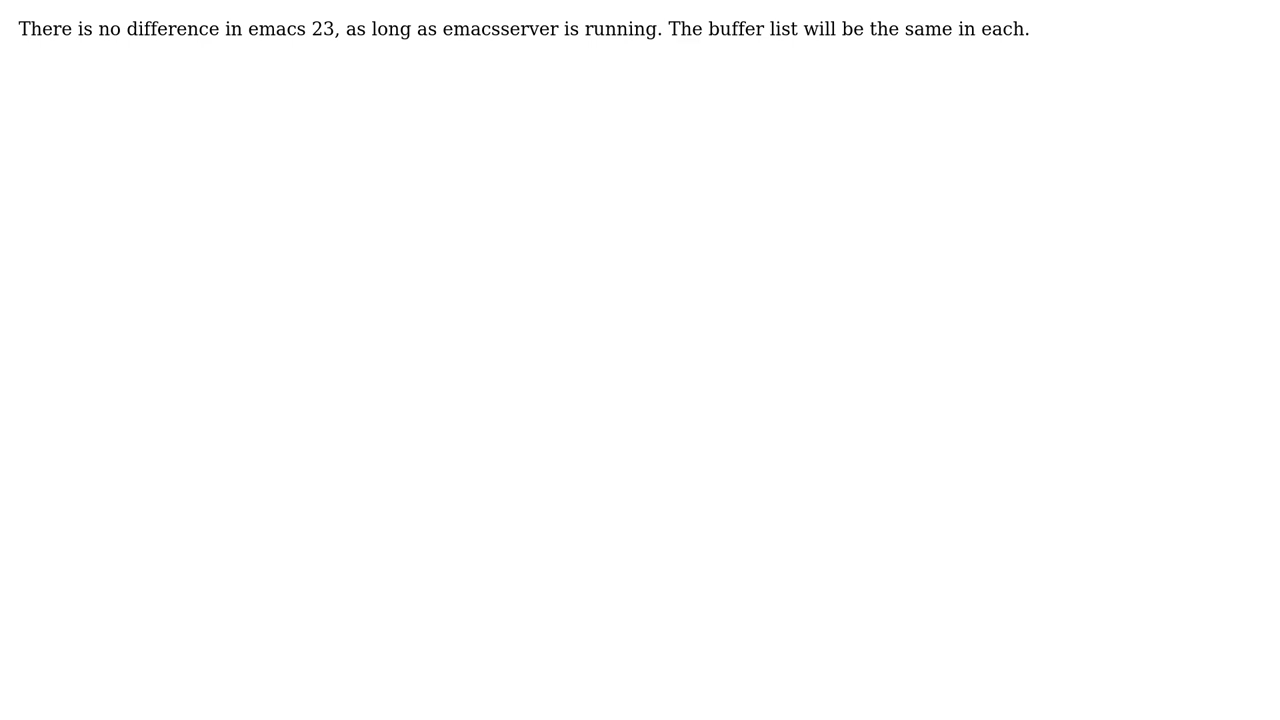 There is no difference in emacs 23, as long as emacsserver is running. The buffer list will be the same in each.